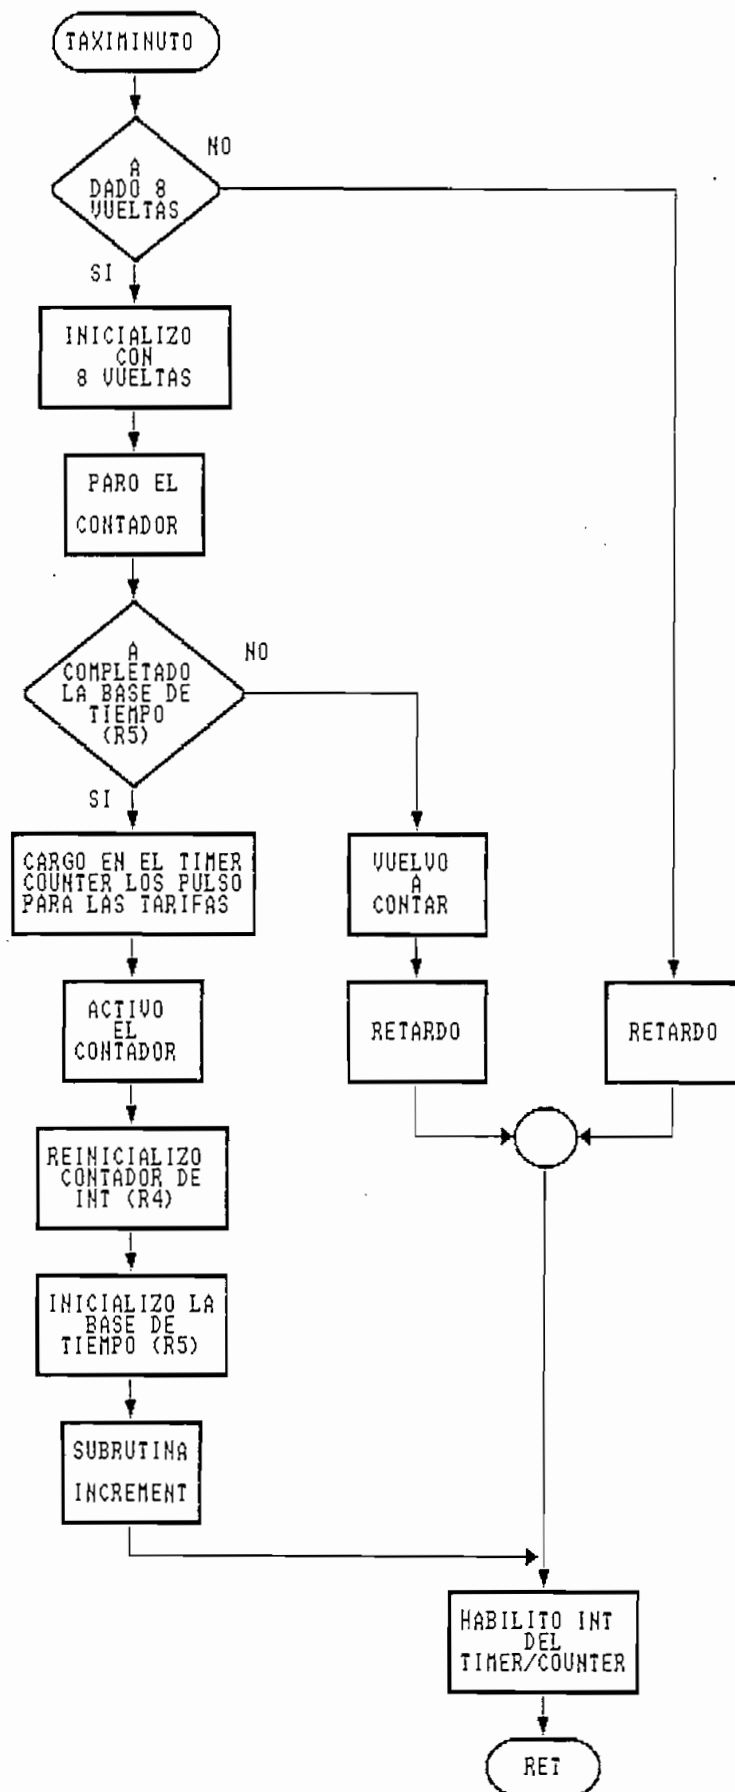 TAXIMINUTO
NO
A
DADO 8
VUELTAS
SI
INICIALIZO
CON
8 VUELTAS
PARO EL
CONTADOR
A
COMPLETADO
LA BASE DE
TIEMPO
(R5)
NO
SI
CARGO EN EL TIMER
COUNTER LOS PULSO
PARA LAS TARIFAS
VUELVO
A
CONTAR
ACTIVO
EL
CONTADOR
RETARDO
RETARDO
REINICIALIZO
CONTADOR DE
INT (R4)
INICIALIZO LA
BASE DE
TIEMPO (R5)
SUBRUTINA
INCREMENT
HABILITO INT
DEL
TIMER/COUNTER
RET